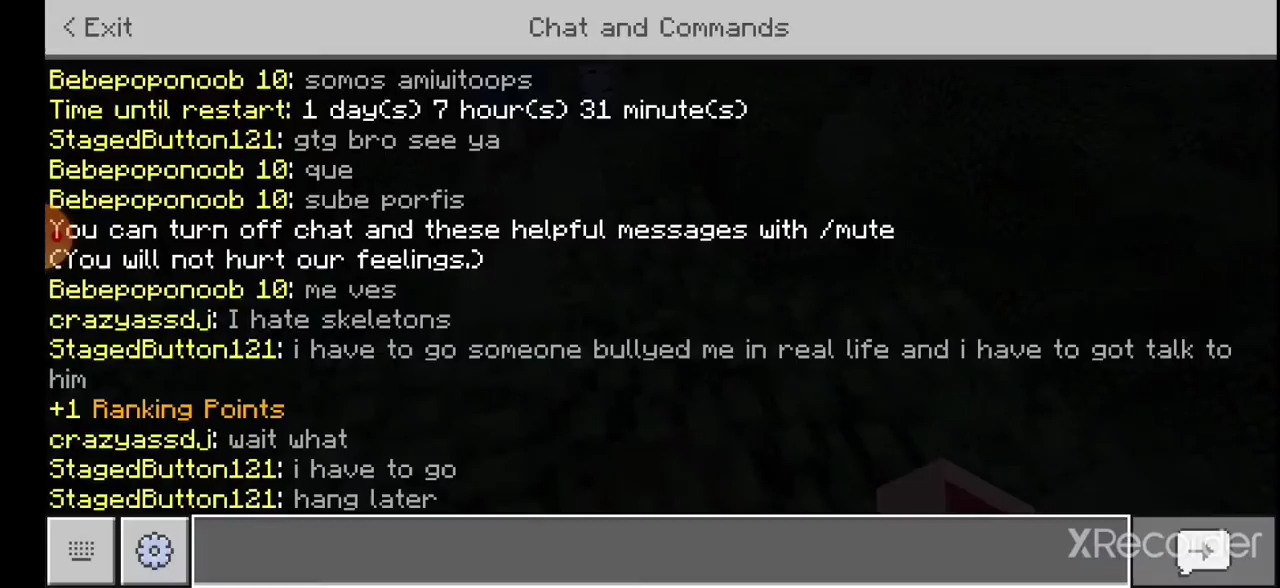 < Exit
Chat and Commands
Bebepoponoob 10: somos amiwitoops
Time until restart: 1 day(s) 7 hour(s) 31 minute(s)
StagedButton121: gtg bro see ya
Bebepoponoob 10: que
Bebepoponoob 10: sube porfis
You can turn off chat and these helpful messages with /mute
(You will not hurt our feelings.)
Bebepoponoob 10: me ves
crazyassdj: I hate skeletons
StagedButton121: i have to go someone bullyed me in real life and i have to got talk to
him
+1 Ranking Points
crazyassdj: wait what
StagedButton121: i have to go
StagedButton121: hang later
XRecorder